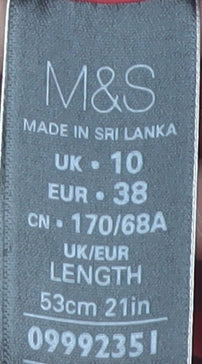 M&S
MADE IN SRI LANKA
UK • 10
EUR • 38
CN • 170/68A
UK/EUR
LENGTH
53cm 21in
09992351